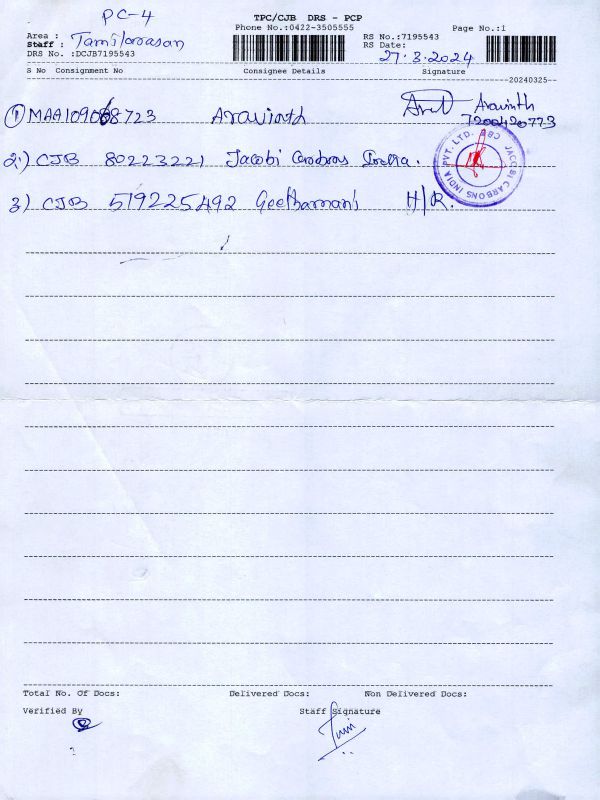 PC-4
TPC/CJB DRS - PCP
Phone No.:0422-3505555
Page No.:1
Area :
Staff : Tamilarasan
DRS No. :DCJB7195543
RS No.:7195543
RS Date: 27.3.2024
S No Consignment No Consignee Details Signature
20240325
1 MAA109068723 Aravinth Aravinth
7200420773
2.) CJB 80223221 Jacobi Carbons India.
JACOBI CARBONS INDIA PVT. LTD. CBE
3) CJB 519225492 Geethamani H/R.
Total No. Of Docs: Delivered Docs: Non Delivered Docs:
Verified By Staff Signature